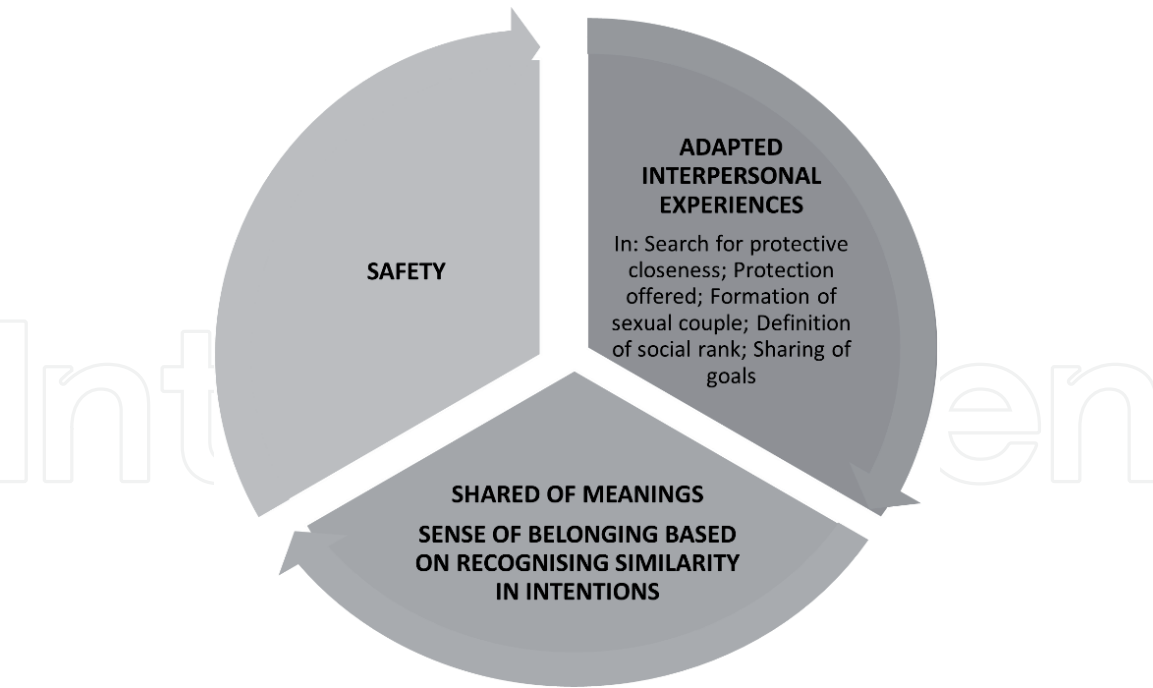 ADAPTED
INTERPERSONAL
EXPERIENCES
In: Search for protective
closeness; Protection
offered; Formation of
sexual couple; Definition
of social rank; Sharing of
goals
SHARED OF MEANINGS
SENSE OF BELONGING BASED
ON RECOGNISING SIMILARITY
IN INTENTIONS
SAFETY